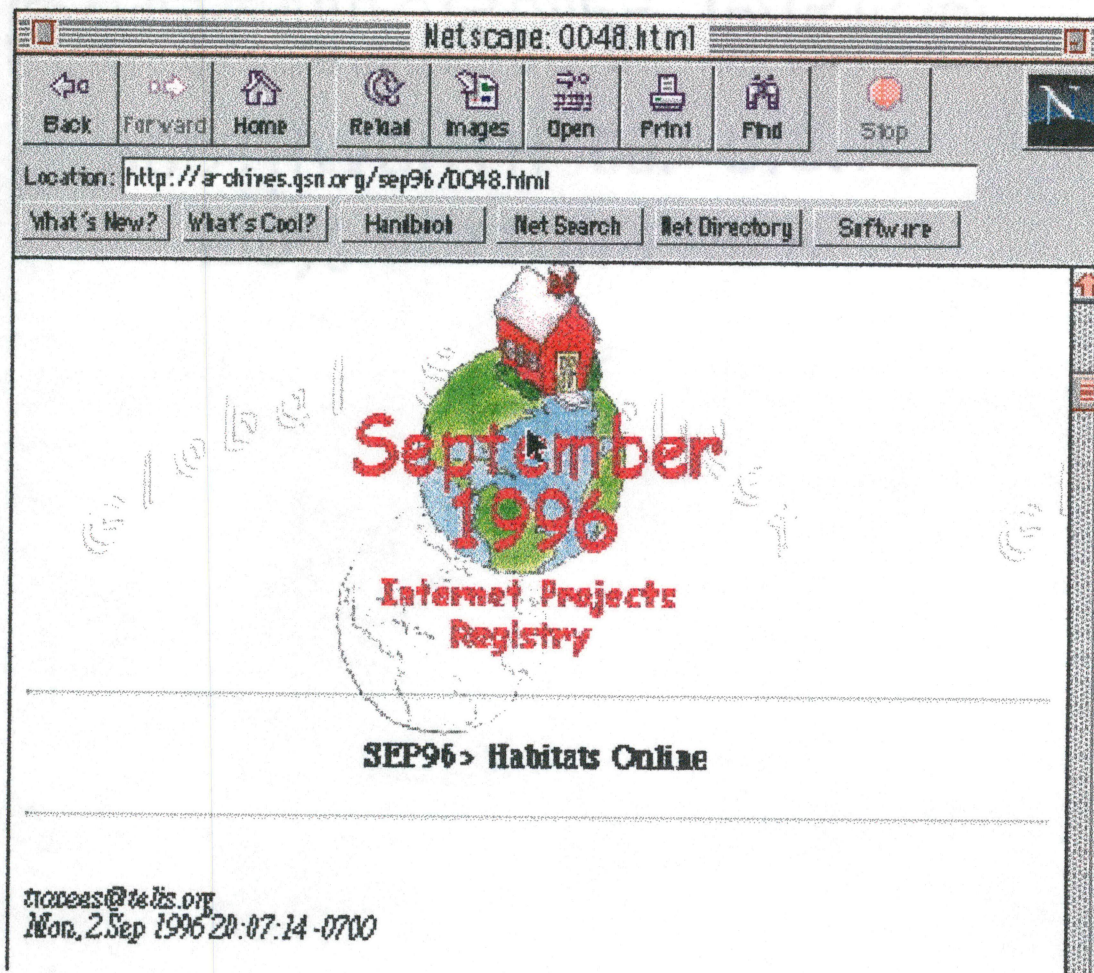 Netscape: 0048.html
Back Forward Home Reload Images Open Print Find Stop
N
Location: http://archives.gsn.org/sep96/0048.html
What's New? What's Cool? Handbook Net Search Net Directory Software
September
1996
Internet Projects
Registry
SEP96> Habitats Online
Mon, 2 Sep 1996 20:07:14 -0700